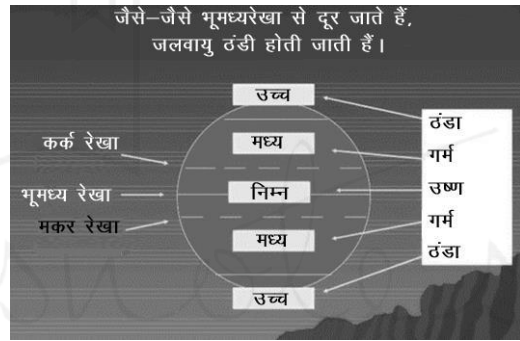 जैसे–जैसे भूमध्यरेखा से दूर जाते हैं,
जलवायु ठंडी होती जाती हैं।
उच्च
ठंडा
मध्य
कर्क रेखा
गर्म
भूमध्य रेखा
निम्न
उष्ण
मकर रेखा
मध्य
गर्म
ठंडा
उच्च